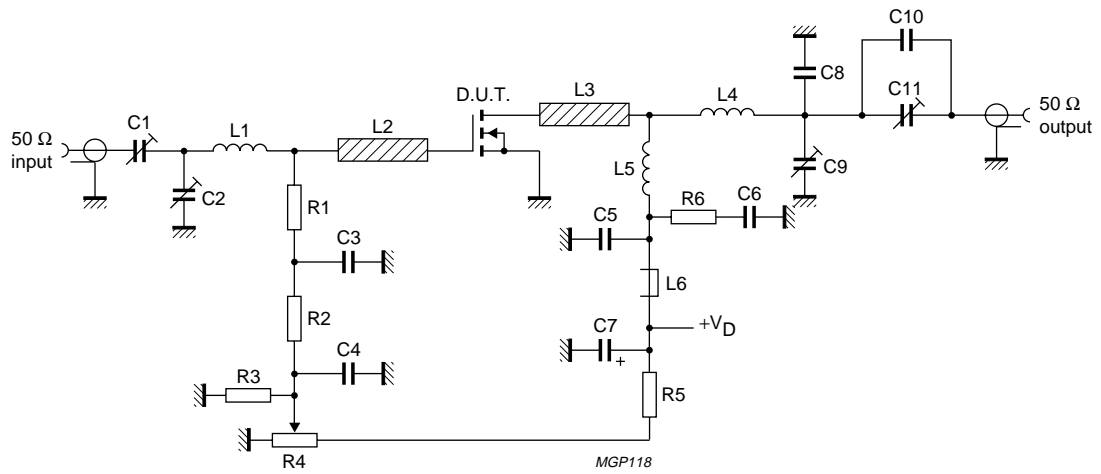 C10
C8
D.U.T.
L3
L4
C11
50 Ω
input
C1
L1
L2
50 Ω
output
C2
L5
C9
R1
R6
C6
C5
C3
L6
R2
C7
+VD
C4
+
R3
R5
R4
MGP118